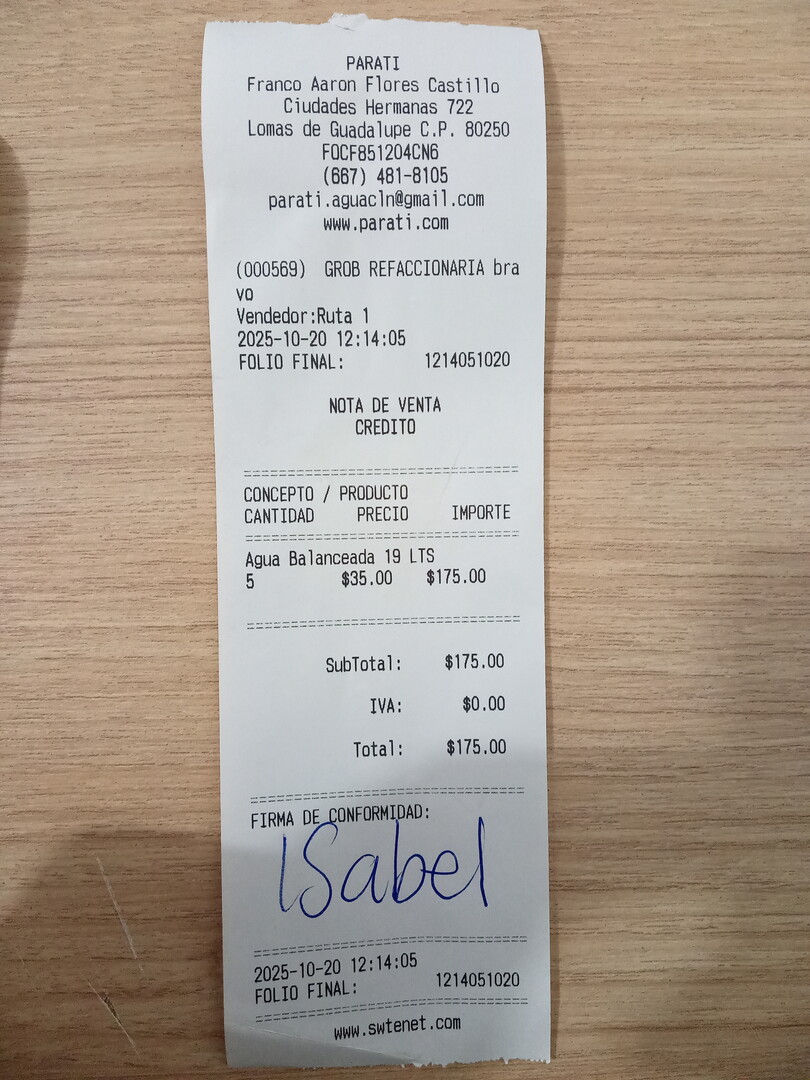 PARATI
Franco Aaron Flores Castillo
Ciudades Hermanas 722
Lomas de Guadalupe C.P. 80250
FOCF851204CN6
(667) 481-8105
parati.aguacln@gmail.com
www.parati.com
(000569) GROB REFACCIONARIA bra
vo
Vendedor:Ruta 1
2025-10-20 12:14:05
FOLIO FINAL: 1214051020
NOTA DE VENTA
CREDITO
CONCEPTO / PRODUCTO
CANTIDAD PRECIO IMPORTE
Agua Balanceada 19 LTS
5 $35.00 $175.00
SubTotal: $175.00
IVA: $0.00
Total: $175.00
FIRMA DE CONFORMIDAD:
Isabel
2025-10-20 12:14:05
FOLIO FINAL: 1214051020
www.swtenet.com